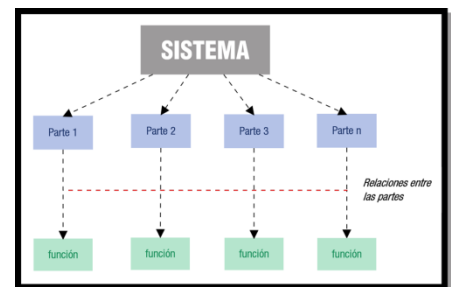 SISTEMA
Parte 1
Parte 2
Parte 3
Parte n
Relaciones entre
las partes
función
función
función
función